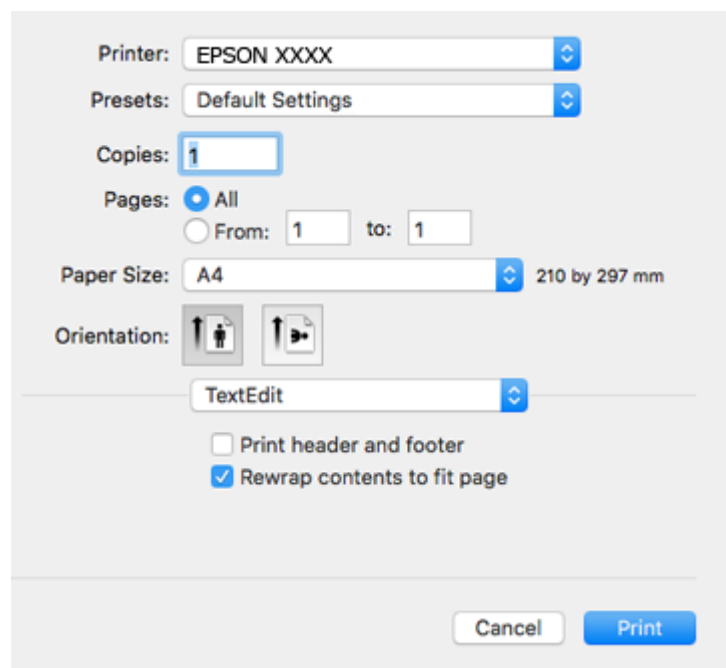 Printer: EPSON XXXX
Presets: Default Settings
Copies: 1
Pages: All
From: 1 to: 1
Paper Size: A4 210 by 297 mm
Orientation:
TextEdit
Print header and footer
Rewrap contents to fit page
Cancel Print